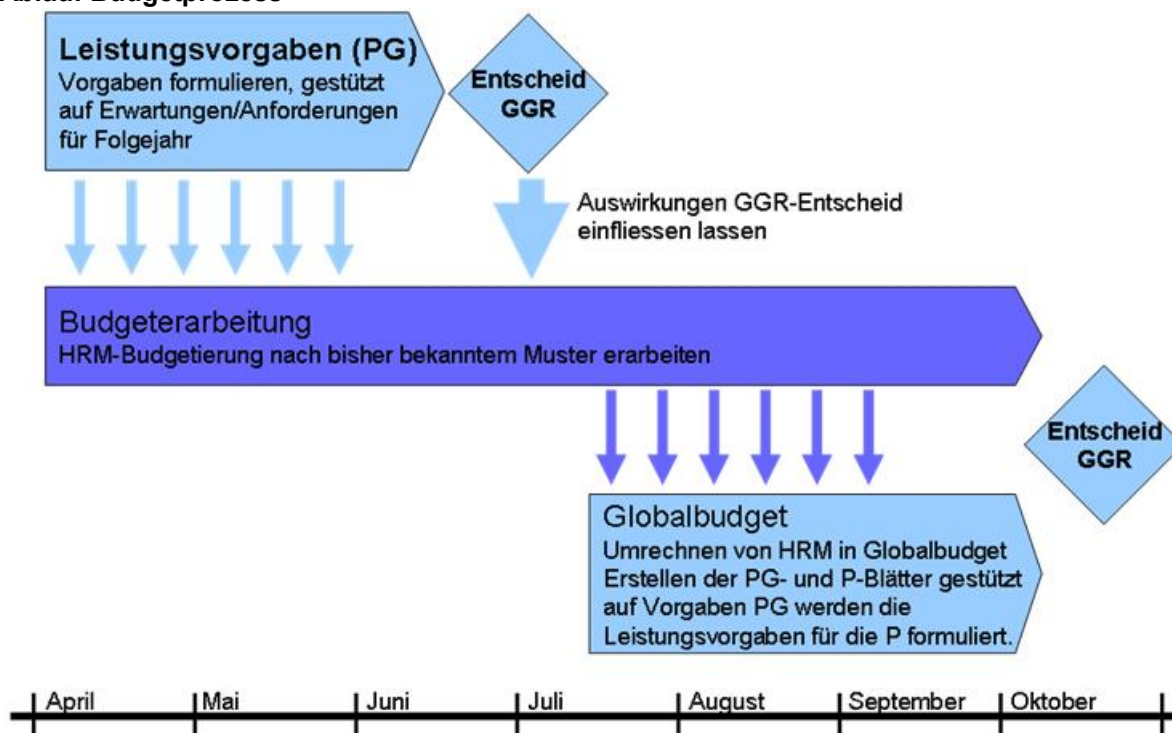 Ablauf Budgetprozess
Leistungsvorgaben (PG)
Vorgaben formulieren, gestützt
auf Erwartungen/Anforderungen
für Folgejahr
Entscheid
GGR
Auswirkungen GGR-Entscheid
einfliessen lassen
Budgeterarbeitung
HRM-Budgetierung nach bisher bekanntem Muster erarbeiten
Entscheid
GGR
Globalbudget
Umrechnen von HRM in Globalbudget
Erstellen der PG- und P-Blätter gestützt
auf Vorgaben PG werden die
Leistungsvorgaben für die P formuliert.
April Mai Juni Juli August September Oktober